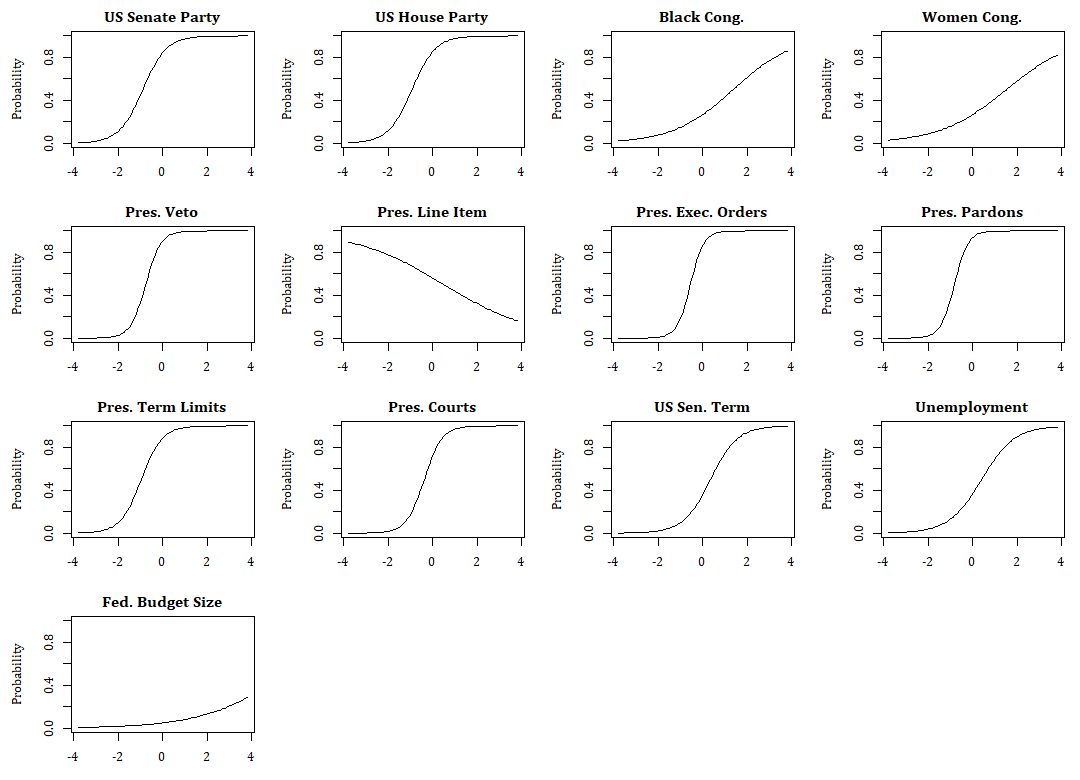 US Senate Party
US House Party
Black Cong.
Women Cong.
Probability
0.0 0.4 0.8
-4 -2 0 2 4
Probability
0.0 0.4 0.8
-4 -2 0 2 4
Probability
0.0 0.4 0.8
-4 -2 0 2 4
Probability
0.0 0.4 0.8
-4 -2 0 2 4
Pres. Veto
Pres. Line Item
Pres. Exec. Orders
Pres. Pardons
Probability
0.0 0.4 0.8
-4 -2 0 2 4
Probability
0.0 0.4 0.8
-4 -2 0 2 4
Probability
0.0 0.4 0.8
-4 -2 0 2 4
Probability
0.0 0.4 0.8
-4 -2 0 2 4
Pres. Term Limits
Pres. Courts
US Sen. Term
Unemployment
Probability
0.0 0.4 0.8
-4 -2 0 2 4
Probability
0.0 0.4 0.8
-4 -2 0 2 4
Probability
0.0 0.4 0.8
-4 -2 0 2 4
Probability
0.0 0.4 0.8
-4 -2 0 2 4
Fed. Budget Size
Probability
0.0 0.4 0.8
-4 -2 0 2 4